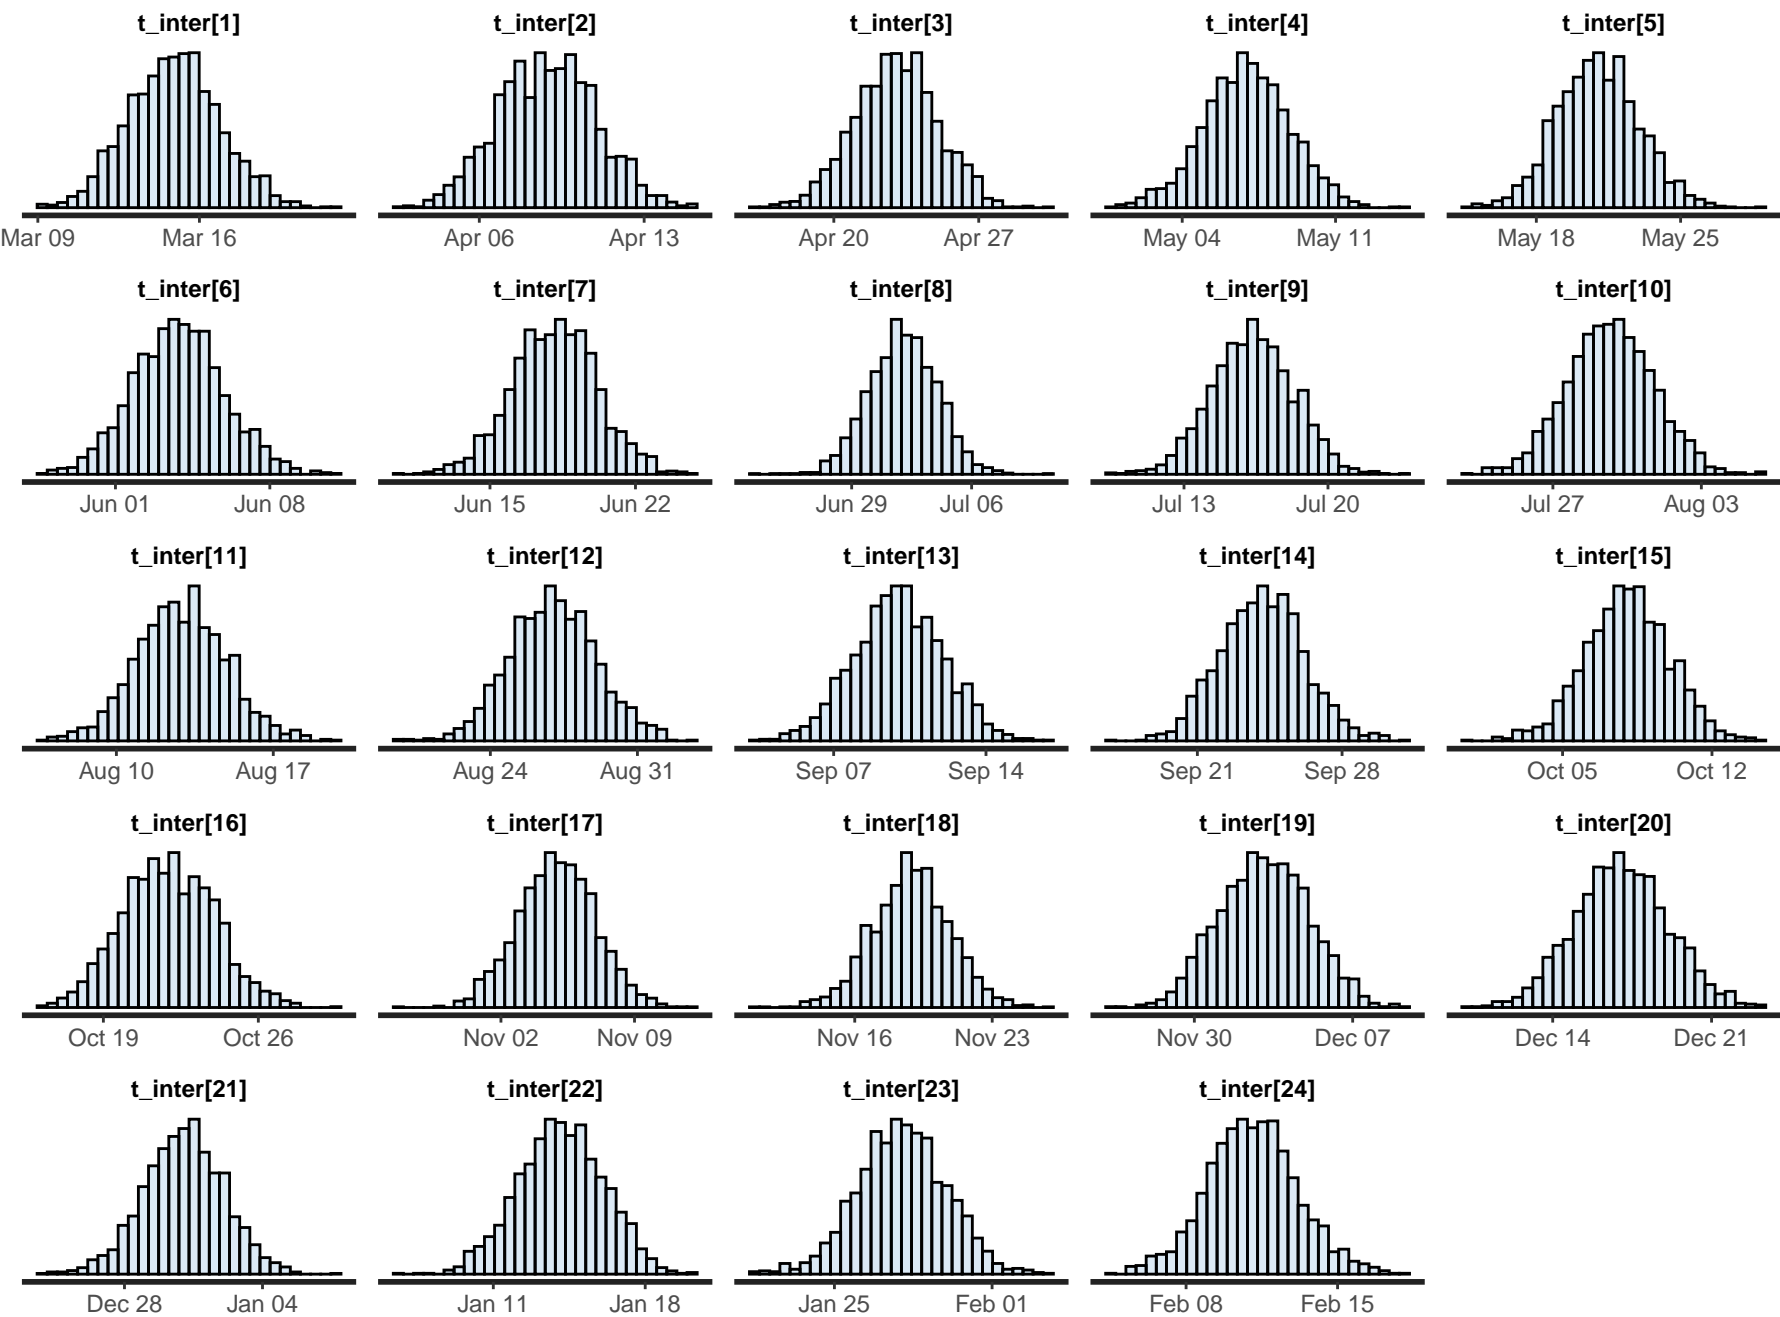 t_inter[1] t_inter[2] t_inter[3] t_inter[4] t_inter[5]
Mar 09 Mar 16 Apr 06 Apr 13 Apr 20 Apr 27 May 04 May 11 May 18 May 25
t_inter[6] t_inter[7] t_inter[8] t_inter[9] t_inter[10]
Jun 01 Jun 08 Jun 15 Jun 22 Jun 29 Jul 06 Jul 13 Jul 20 Jul 27 Aug 03
t_inter[11] t_inter[12] t_inter[13] t_inter[14] t_inter[15]
Aug 10 Aug 17 Aug 24 Aug 31 Sep 07 Sep 14 Sep 21 Sep 28 Oct 05 Oct 12
t_inter[16] t_inter[17] t_inter[18] t_inter[19] t_inter[20]
Oct 19 Oct 26 Nov 02 Nov 09 Nov 16 Nov 23 Nov 30 Dec 07 Dec 14 Dec 21
t_inter[21] t_inter[22] t_inter[23] t_inter[24]
Dec 28 Jan 04 Jan 11 Jan 18 Jan 25 Feb 01 Feb 08 Feb 15